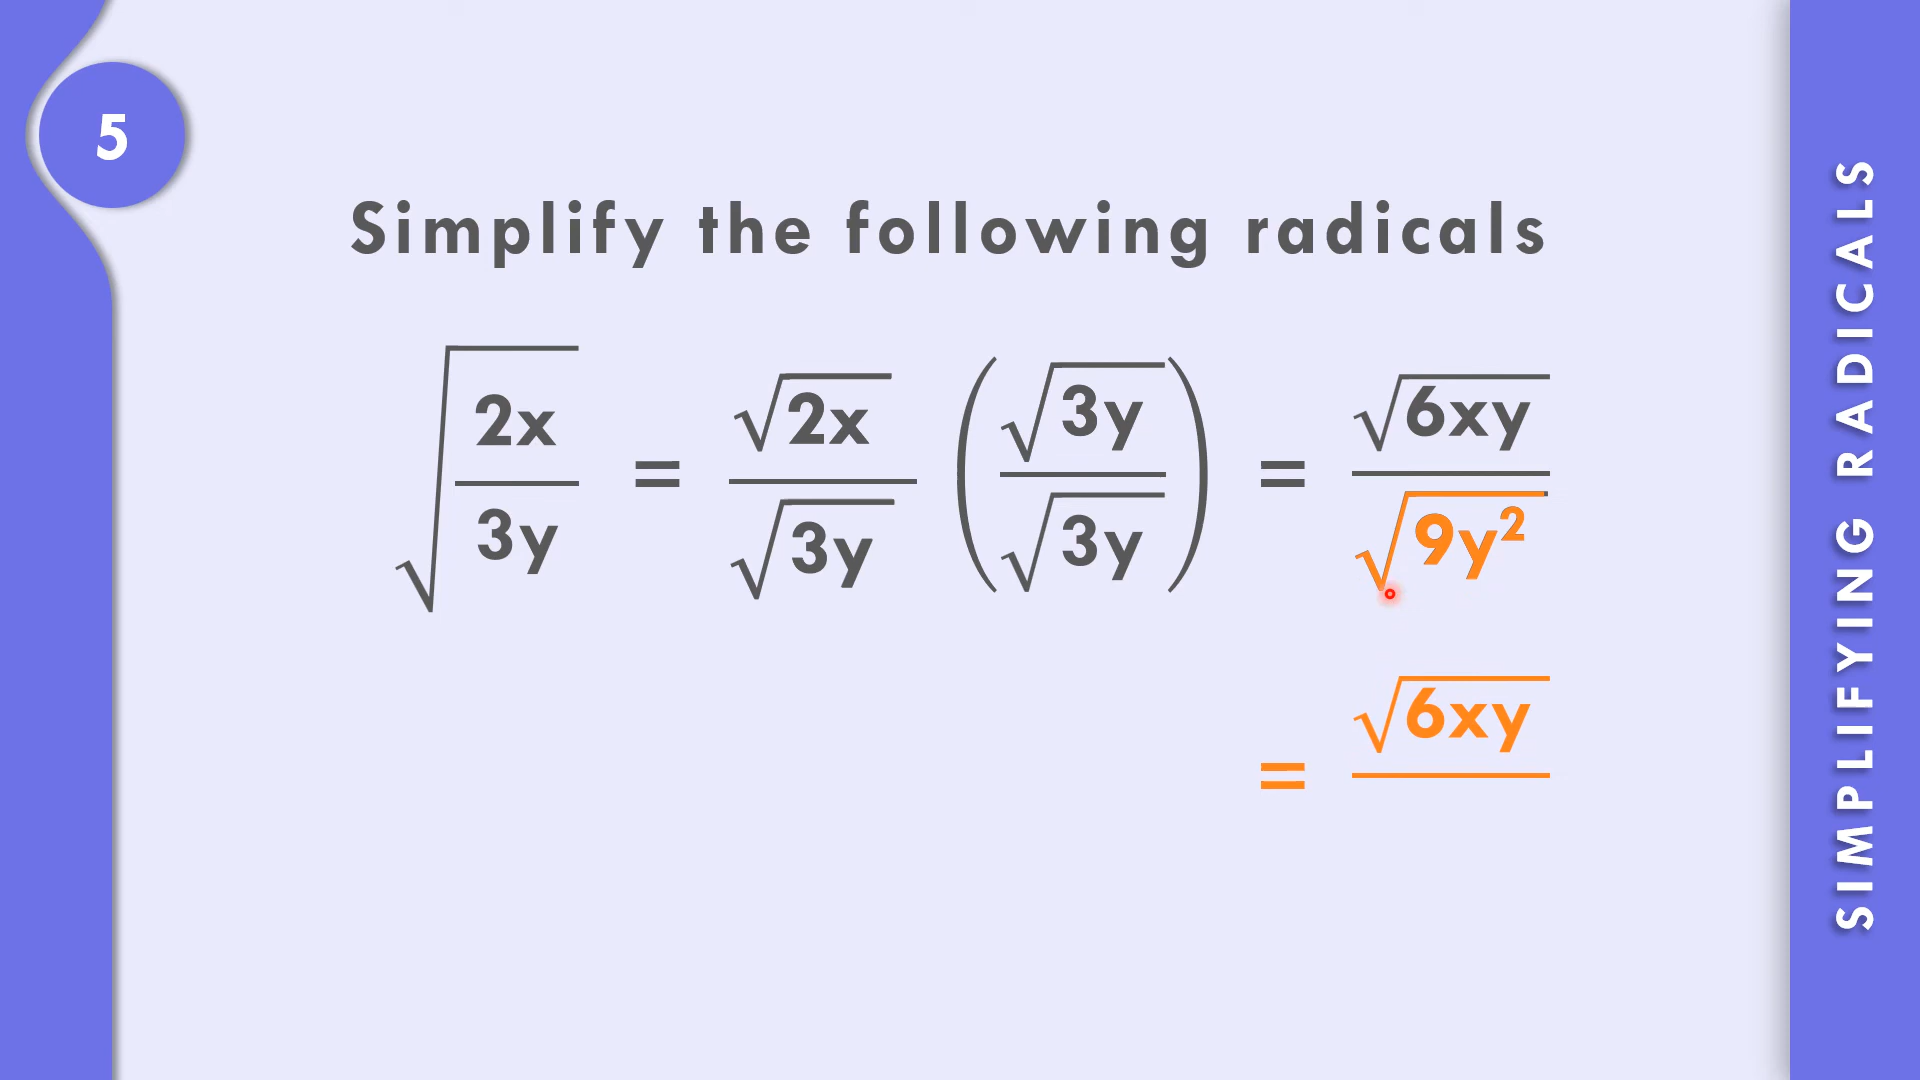 5
Simplify the following radicals
√(2x/3y) = √2x/√3y (√3y/√3y) = √6xy/√9y²
= √6xy
SIMPLIFYING RADICALS